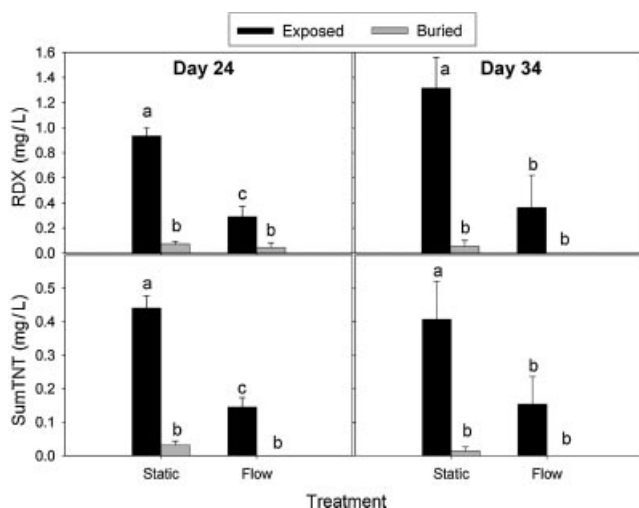 Exposed Buried
Day 24 Day 34
RDX (mg/L)
1.6
1.4
1.2
1.0
0.8
0.6
0.4
0.2
0.0
a b c b
a b b b
SumTNT (mg/L)
0.5
0.4
0.3
0.2
0.1
0.0
a b c b
a b b b
Static Flow Static Flow
Treatment